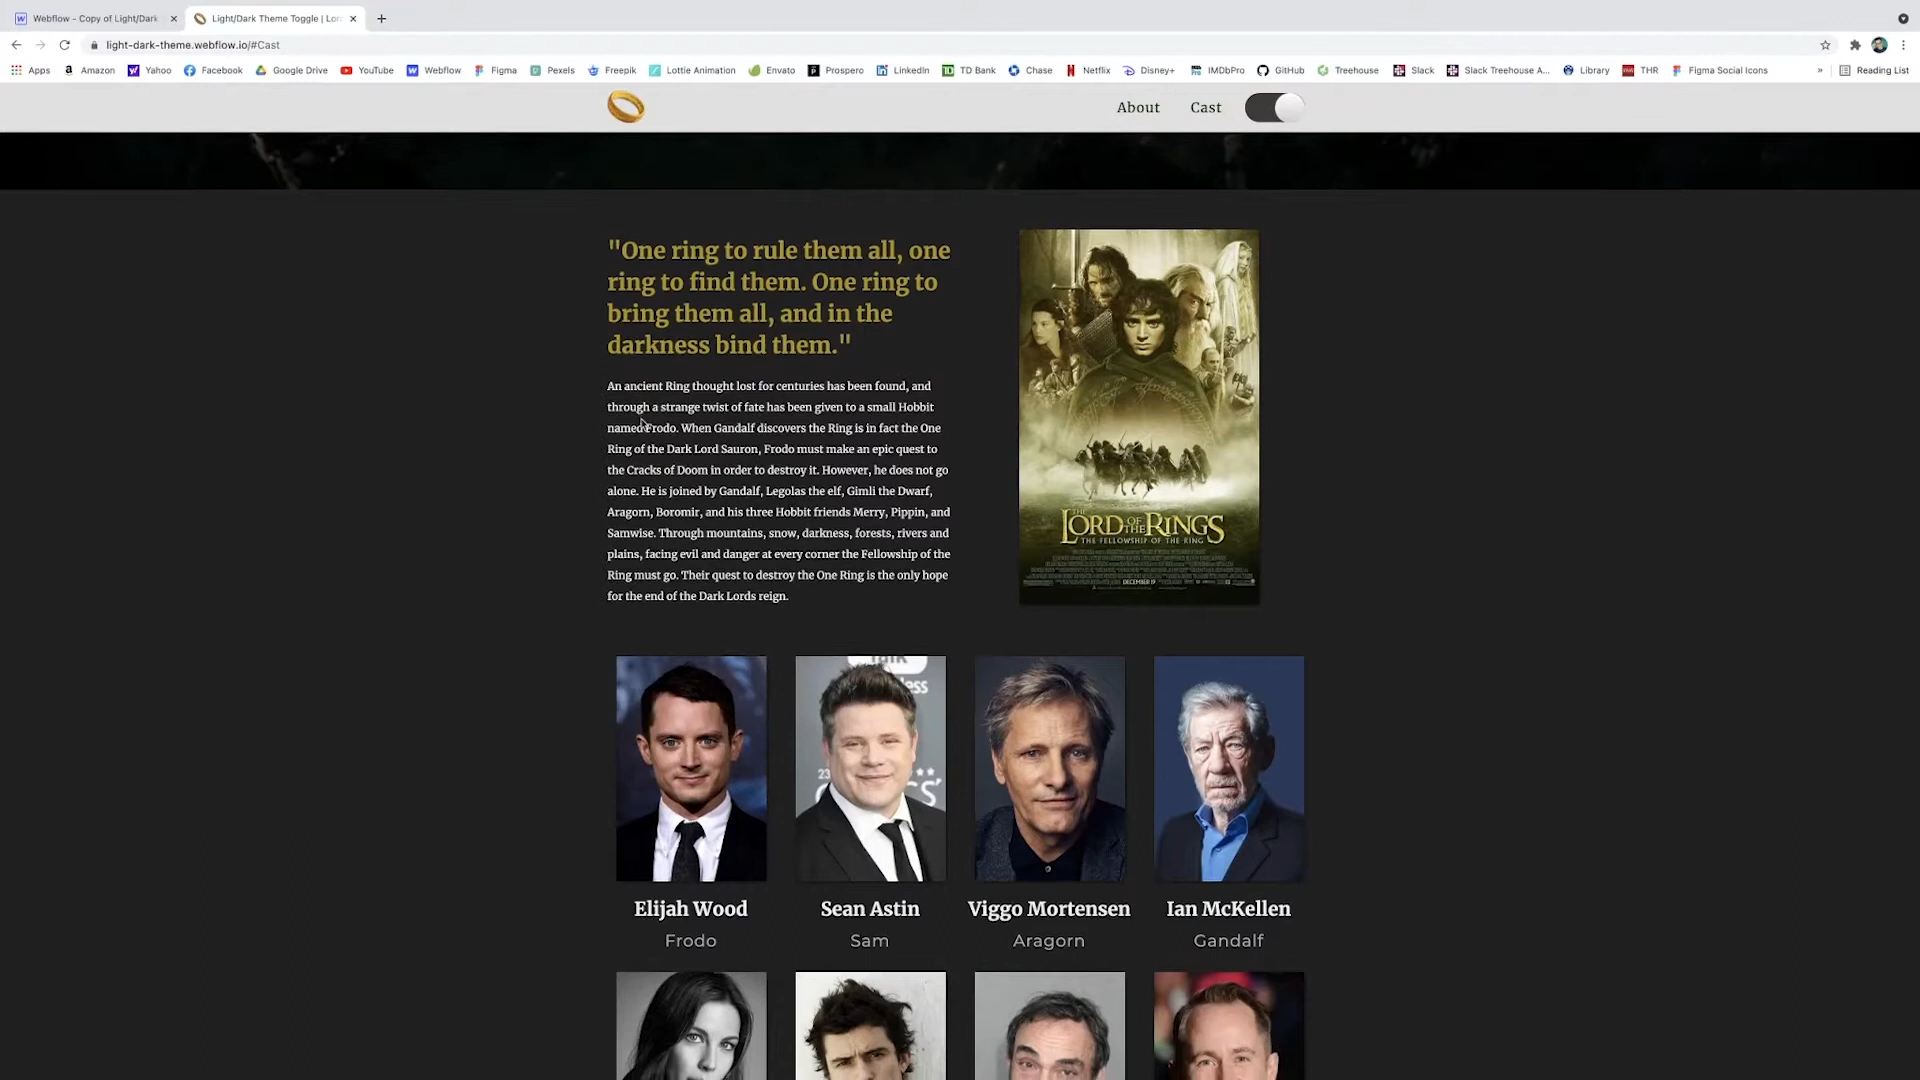 Webflow - Copy of Light/Dark
Light/Dark Theme Toggle | Lor
light-dark-theme.webflow.io/#Cast
Apps Amazon Yahoo Facebook Google Drive YouTube Webflow Figma Pexels Freepik Lottie Animation Envato Prospero LinkedIn TD Bank Chase Netflix Disney+ IMDbPro GitHub Treehouse Slack Slack Treehouse A... Library THR Figma Social Icons » Reading List
About Cast
"One ring to rule them all, one
ring to find them. One ring to
bring them all, and in the
darkness bind them."
An ancient Ring thought lost for centuries has been found, and
through a strange twist of fate has been given to a small Hobbit
named Frodo. When Gandalf discovers the Ring is in fact the One
Ring of the Dark Lord Sauron, Frodo must make an epic quest to
the Cracks of Doom in order to destroy it. However, he does not go
alone. He is joined by Gandalf, Legolas the elf, Gimli the Dwarf,
Aragorn, Boromir, and his three Hobbit friends Merry, Pippin, and
Samwise. Through mountains, snow, darkness, forests, rivers and
plains, facing evil and danger at every corner the Fellowship of the
Ring must go. Their quest to destroy the One Ring is the only hope
for the end of the Dark Lords reign.
THE LORD OF THE RINGS
THE FELLOWSHIP OF THE RING
DECEMBER 19
Elijah Wood
Frodo
Sean Astin
Sam
Viggo Mortensen
Aragorn
Ian McKellen
Gandalf